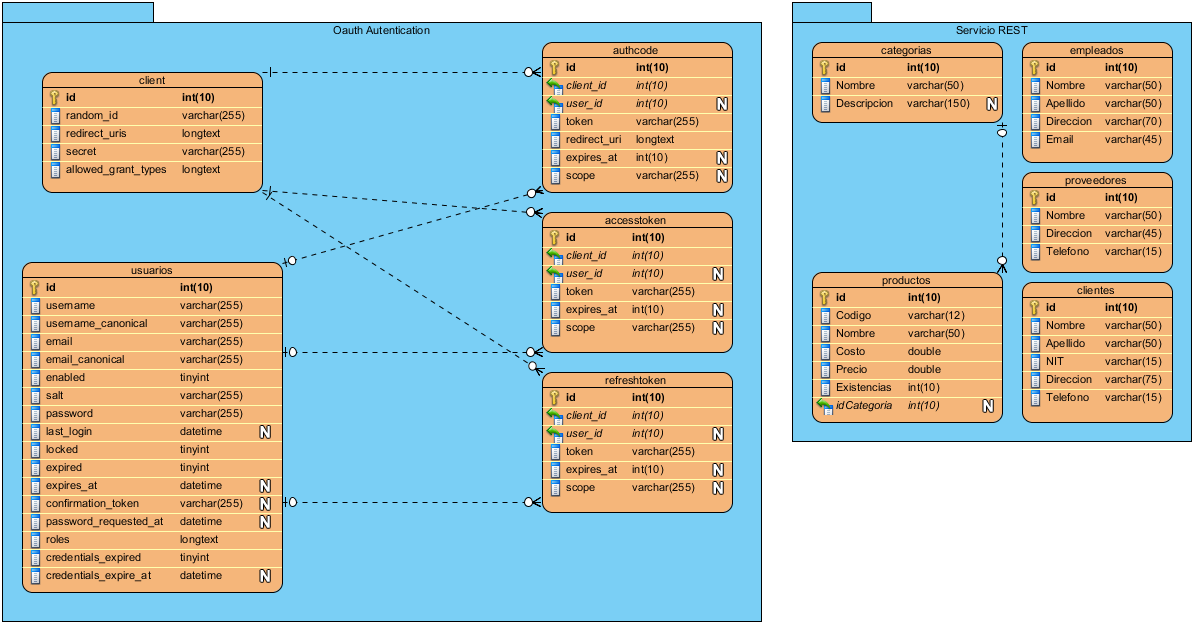 Oauth Autentication
client
id int(10)
random_id varchar(255)
redirect_uris longtext
secret varchar(255)
allowed_grant_types longtext
usuarios
id int(10)
username varchar(255)
username_canonical varchar(255)
email varchar(255)
email_canonical varchar(255)
enabled tinyint
salt varchar(255)
password varchar(255)
last_login datetime N
locked tinyint
expired tinyint
expires_at datetime N
confirmation_token varchar(255) N
password_requested_at datetime N
roles longtext
credentials_expired tinyint
credentials_expire_at datetime N
authcode
id int(10)
client_id int(10)
user_id int(10) N
token varchar(255)
redirect_uri longtext
expires_at int(10) N
scope varchar(255) N
accesstoken
id int(10)
client_id int(10)
user_id int(10) N
token varchar(255)
expires_at int(10) N
scope varchar(255) N
refreshtoken
id int(10)
client_id int(10)
user_id int(10) N
token varchar(255)
expires_at int(10) N
scope varchar(255) N
Servicio REST
categorias
id int(10)
Nombre varchar(50)
Descripcion varchar(150) N
productos
id int(10)
Codigo varchar(12)
Nombre varchar(50)
Costo double
Precio double
Existencias int(10)
idCategoria int(10) N
empleados
id int(10)
Nombre varchar(50)
Apellido varchar(50)
Direccion varchar(70)
Email varchar(45)
proveedores
id int(10)
Nombre varchar(50)
Direccion varchar(45)
Telefono varchar(15)
clientes
id int(10)
Nombre varchar(50)
Apellido varchar(50)
NIT varchar(15)
Direccion varchar(75)
Telefono varchar(15)